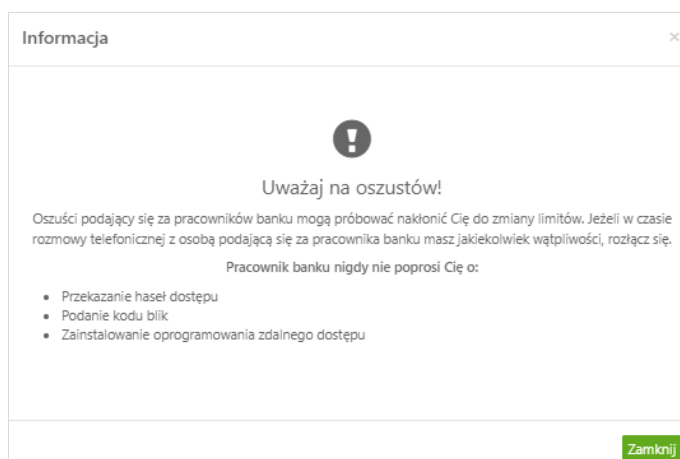 Informacja
×
Uważaj na oszustów!
Oszuści podający się za pracowników banku mogą próbować nakłonić Cię do zmiany limitów. Jeżeli w czasie
rozmowy telefonicznej z osobą podającą się za pracownika banku masz jakiekolwiek wątpliwości, rozłącz się.
Pracownik banku nigdy nie poprosi Cię o:
• Przekazanie haseł dostępu
• Podanie kodu blik
• Zainstalowanie oprogramowania zdalnego dostępu
Zamknij